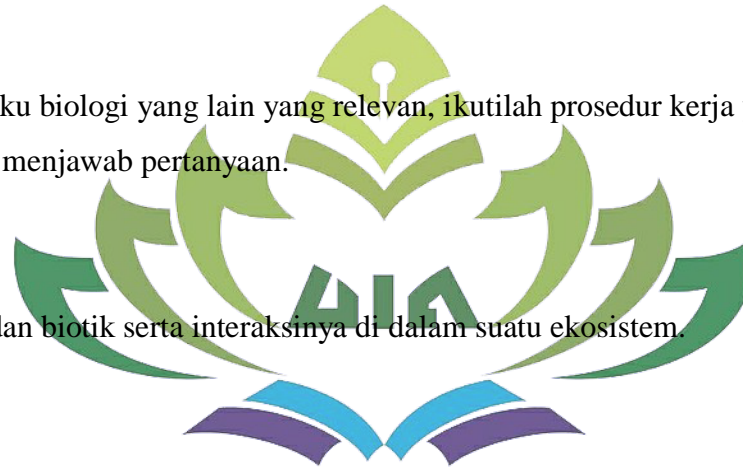 ku biologi yang lain yang relevan, ikutilah prosedur kerja
menjawab pertanyaan.
UIN
dan biotik serta interaksinya di dalam suatu ekosistem.